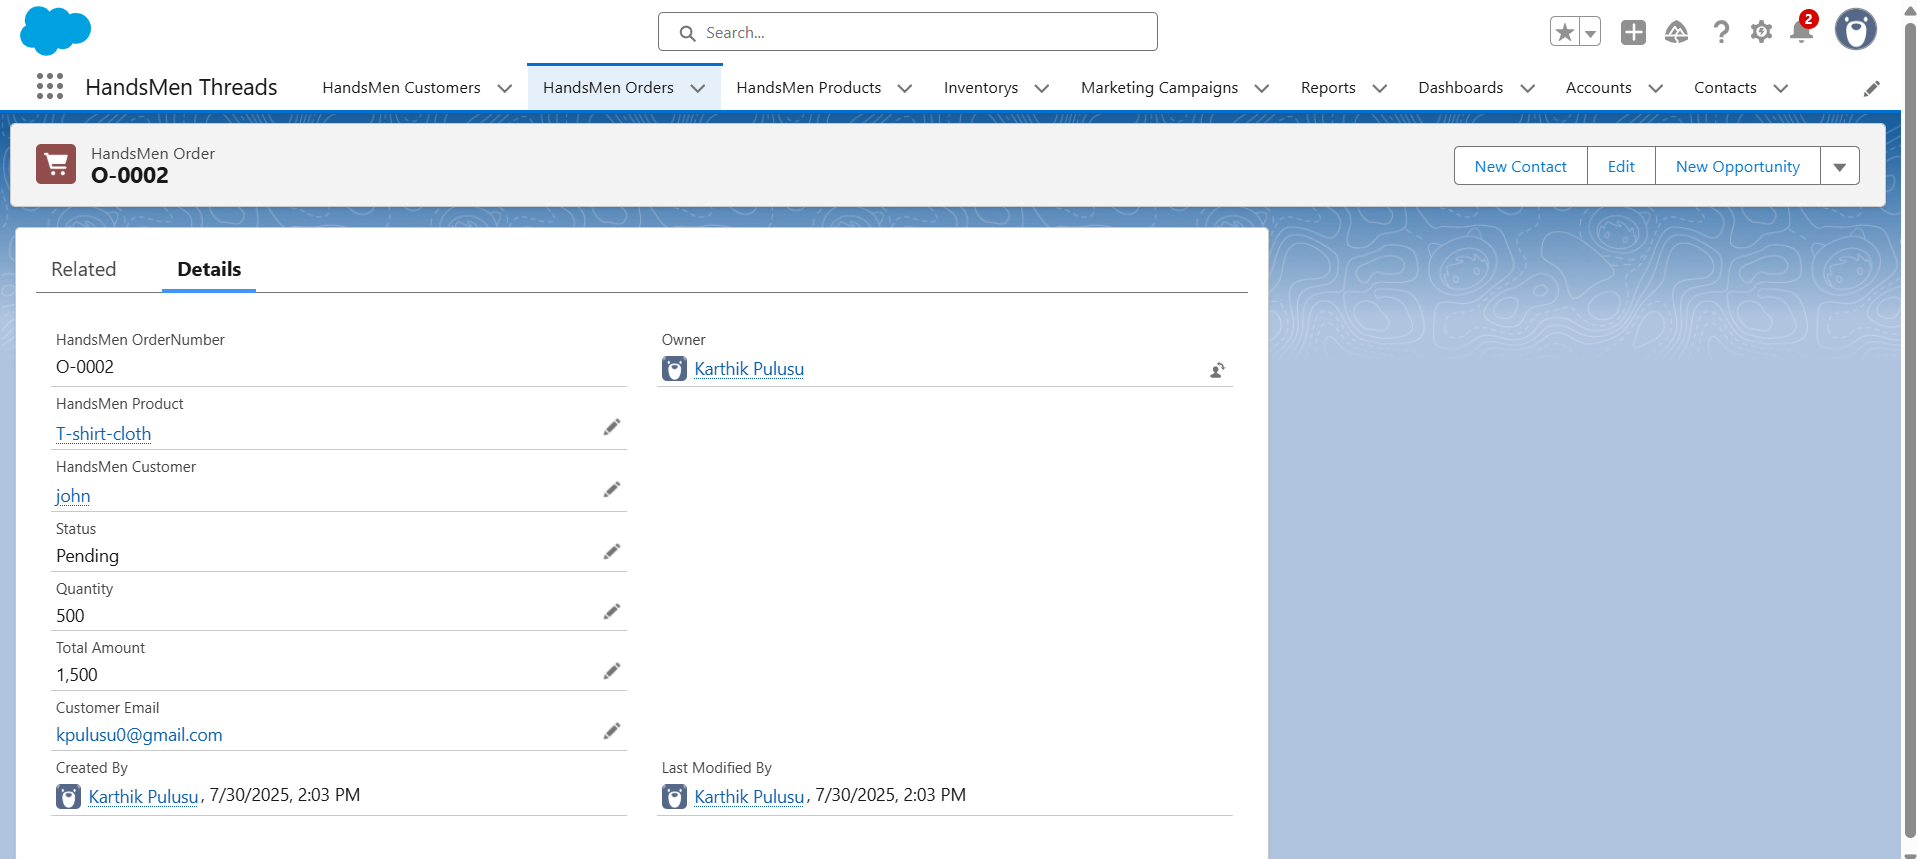 Search...
2
HandsMen Threads
HandsMen Customers
HandsMen Orders
HandsMen Products
Inventorys
Marketing Campaigns
Reports
Dashboards
Accounts
Contacts
HandsMen Order
O-0002
New Contact
Edit
New Opportunity
Related
Details
HandsMen OrderNumber
O-0002
Owner
Karthik Pulusu
HandsMen Product
T-shirt-cloth
HandsMen Customer
john
Status
Pending
Quantity
500
Total Amount
1,500
Customer Email
kpulusu0@gmail.com
Created By
Karthik Pulusu, 7/30/2025, 2:03 PM
Last Modified By
Karthik Pulusu, 7/30/2025, 2:03 PM